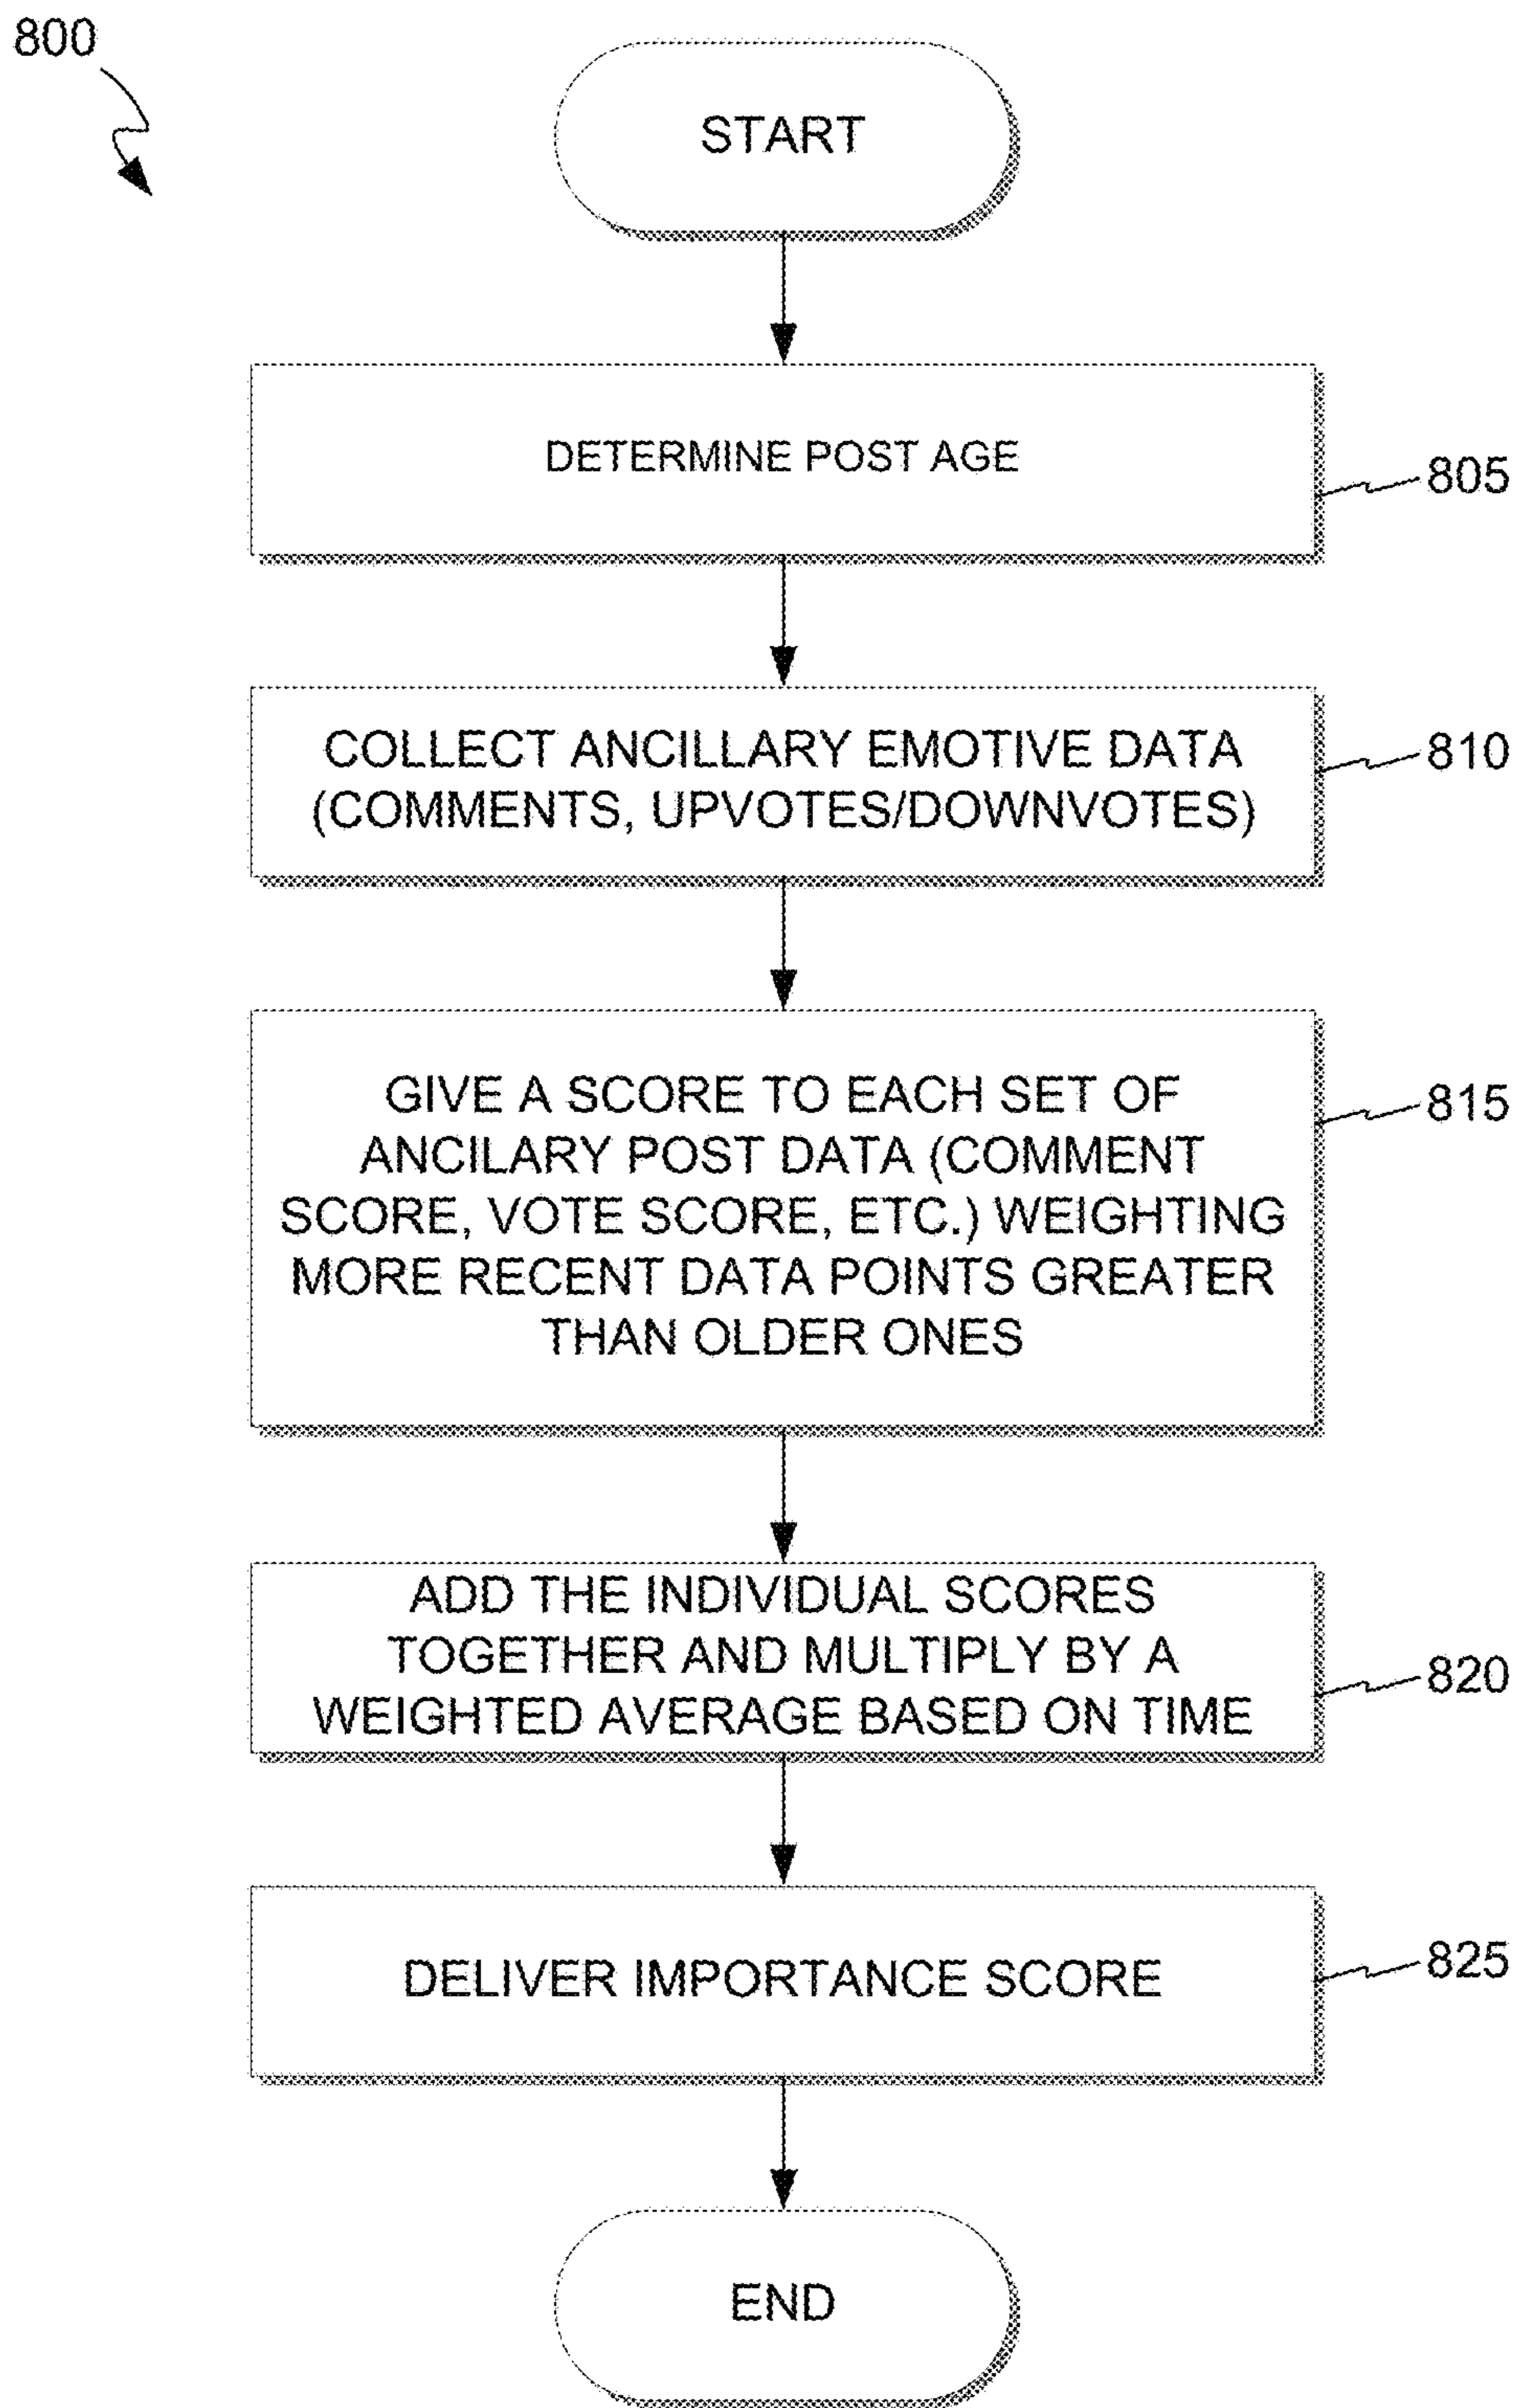 800
START
DETERMINE POST AGE
805
COLLECT ANCILLARY EMOTIVE DATA
(COMMENTS, UPVOTES/DOWNVOTES)
810
GIVE A SCORE TO EACH SET OF
ANCILARY POST DATA (COMMENT
SCORE, VOTE SCORE, ETC.) WEIGHTING
MORE RECENT DATA POINTS GREATER
THAN OLDER ONES
815
ADD THE INDIVIDUAL SCORES
TOGETHER AND MULTIPLY BY A
WEIGHTED AVERAGE BASED ON TIME
820
DELIVER IMPORTANCE SCORE
825
END